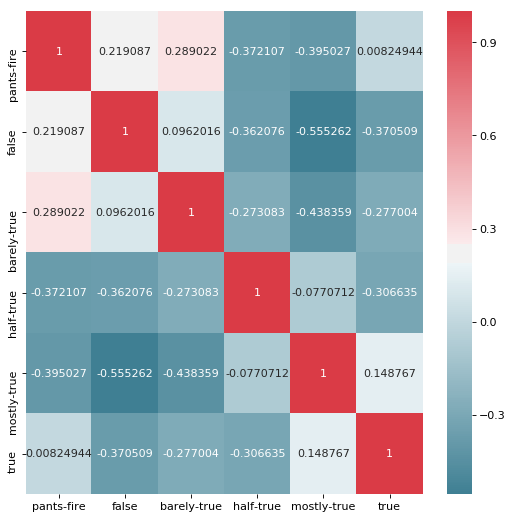 pants-fire 1 0.219087 0.289022 -0.372107 -0.395027 0.00824944
false 0.219087 1 0.0962016 -0.362076 -0.555262 -0.370509
barely-true 0.289022 0.0962016 1 -0.273083 -0.438359 -0.277004
half-true -0.372107 -0.362076 -0.273083 1 -0.0770712 -0.306635
mostly-true -0.395027 -0.555262 -0.438359 -0.0770712 1 0.148767
true -0.00824944 -0.370509 -0.277004 -0.306635 0.148767 1
pants-fire false barely-true half-true mostly-true true
0.9
0.6
0.3
0.0
-0.3